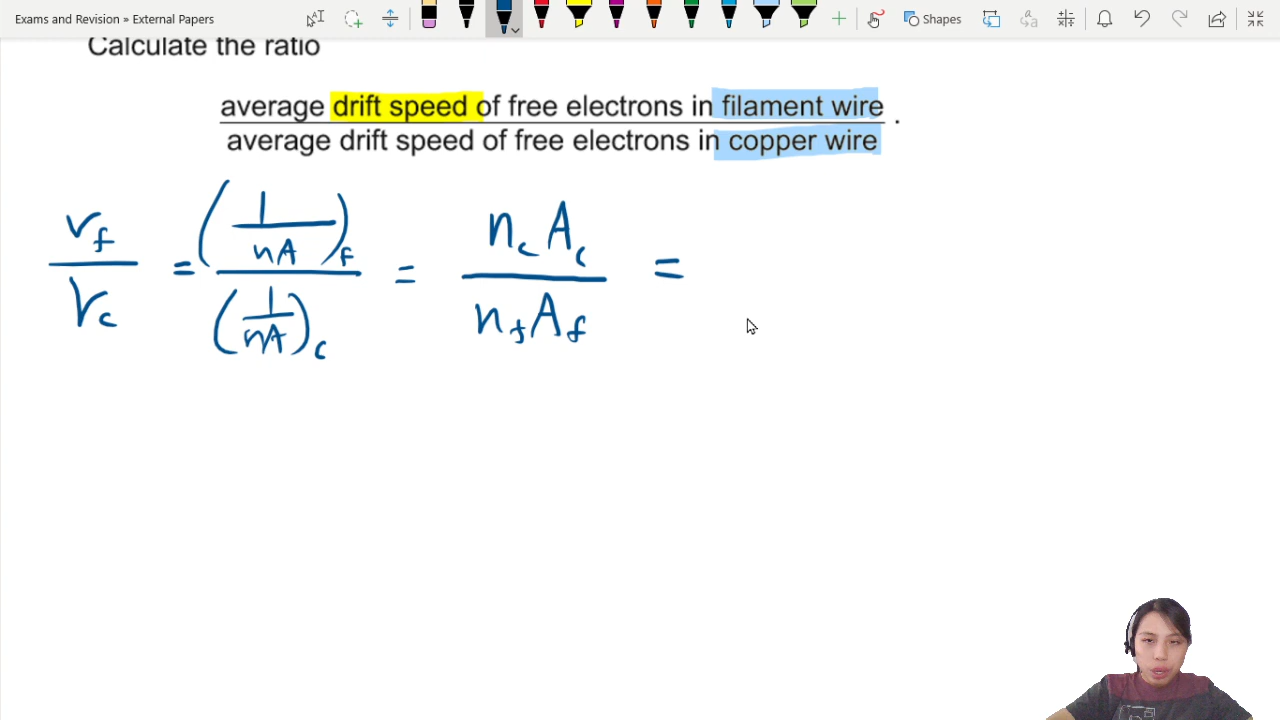 Exams and Revision » External Papers
Shapes
Calculate the ratio
average drift speed of free electrons in filament wire
average drift speed of free electrons in copper wire .
v_f / v_c = (1 / nA)_f / (1 / nA)_c = n_c A_c / n_f A_f =